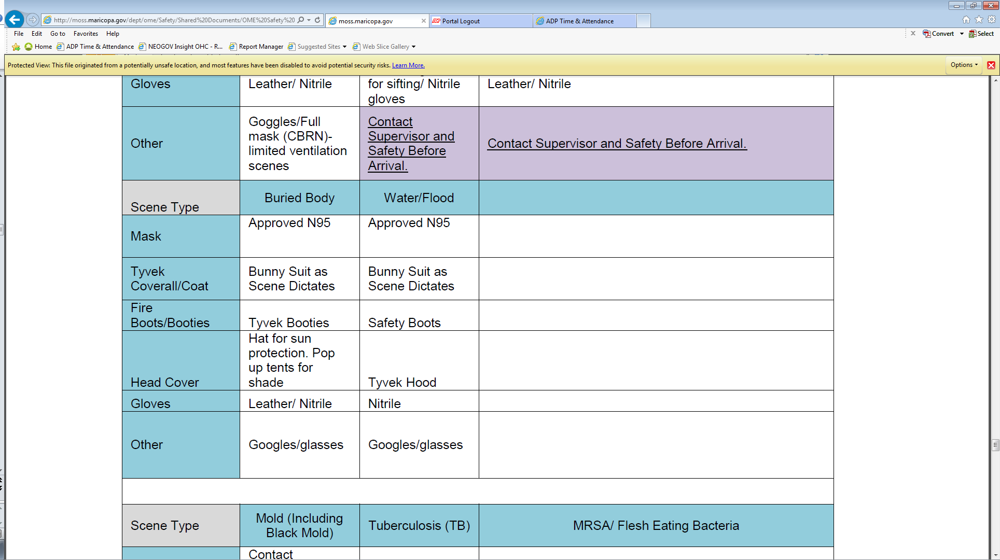 http://moss.maricopa.gov/dept/ome/Safety/Shared%20Documents/OME%20Safety%20
moss.maricopa.gov
Portal Logout
ADP Time & Attendance
File Edit Go to Favorites Help
Convert
Select
Home
ADP Time & Attendance
NEOGOV Insight OHC - R...
Report Manager
Suggested Sites
Web Slice Gallery
Protected View: This file originated from a potentially unsafe location, and most features have been disabled to avoid potential security risks. Learn More.
Options
Gloves
Leather/ Nitrile
for sifting/ Nitrile
gloves
Leather/ Nitrile
Other
Goggles/Full
mask (CBRN)-
limited ventilation
scenes
Contact
Supervisor and
Safety Before
Arrival.
Contact Supervisor and Safety Before Arrival.
Scene Type
Buried Body
Water/Flood
Mask
Approved N95
Approved N95
Tyvek
Coverall/Coat
Bunny Suit as
Scene Dictates
Bunny Suit as
Scene Dictates
Fire
Boots/Booties
Tyvek Booties
Safety Boots
Head Cover
Hat for sun
protection. Pop
up tents for
shade
Tyvek Hood
Gloves
Leather/ Nitrile
Nitrile
Other
Googles/glasses
Googles/glasses
Scene Type
Mold (Including
Black Mold)
Tuberculosis (TB)
MRSA/ Flesh Eating Bacteria
Contact